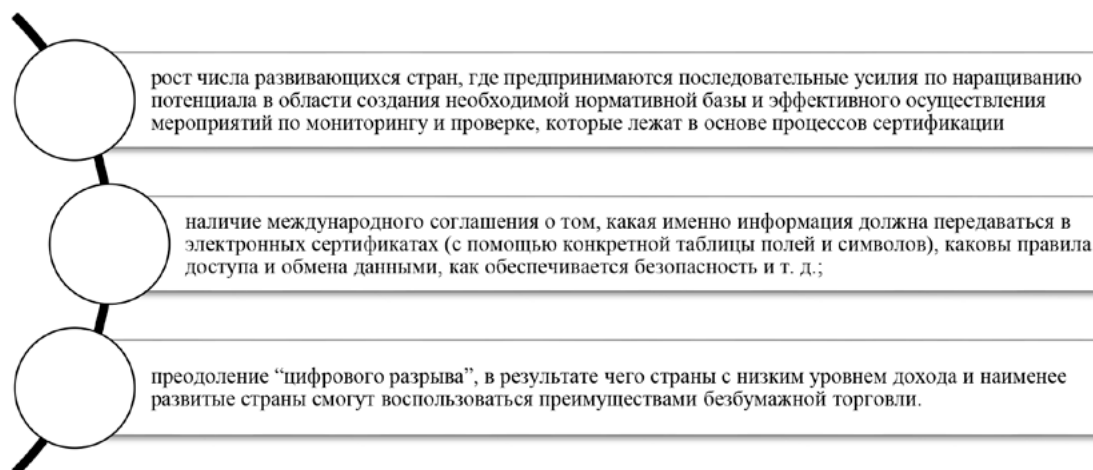 рост числа развивающихся стран, где предпринимаются последовательные усилия по наращиванию
потенциала в области создания необходимой нормативной базы и эффективного осуществления
мероприятий по мониторингу и проверке, которые лежат в основе процессов сертификации
наличие международного соглашения о том, какая именно информация должна передаваться в
электронных сертификатах (с помощью конкретной таблицы полей и символов), каковы правила
доступа и обмена данными, как обеспечивается безопасность и т. д.;
преодоление “цифрового разрыва”, в результате чего страны с низким уровнем дохода и наименее
развитые страны смогут воспользоваться преимуществами безбумажной торговли.